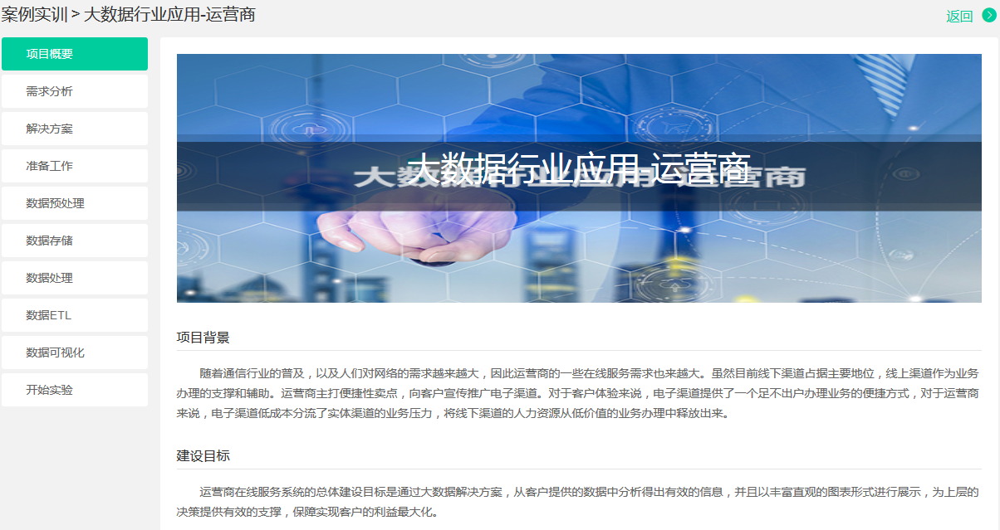 案例实训 > 大数据行业应用-运营商
返回
项目概要
需求分析
解决方案
准备工作
数据预处理
数据存储
数据处理
数据ETL
数据可视化
开始实验
大数据行业应用-运营商
大数据行业应用-运营商
项目背景
随着通信行业的普及，以及人们对网络的需求越来越大，因此运营商的一些在线服务需求也来越大。虽然目前线下渠道占据主要地位，线上渠道作为业务
办理的支撑和辅助。运营商主打便捷性卖点，向客户宣传推广电子渠道。对于客户体验来说，电子渠道提供了一个足不出户办理业务的便捷方式，对于运营商
来说，电子渠道低成本分流了实体渠道的业务压力，将线下渠道的人力资源从低价值的业务办理中释放出来。
建设目标
运营商在线服务系统的总体建设目标是通过大数据解决方案，从客户提供的数据中分析得出有效的信息，并且以丰富直观的图表形式进行展示，为上层的
决策提供有效的支撑，保障实现客户的利益最大化。